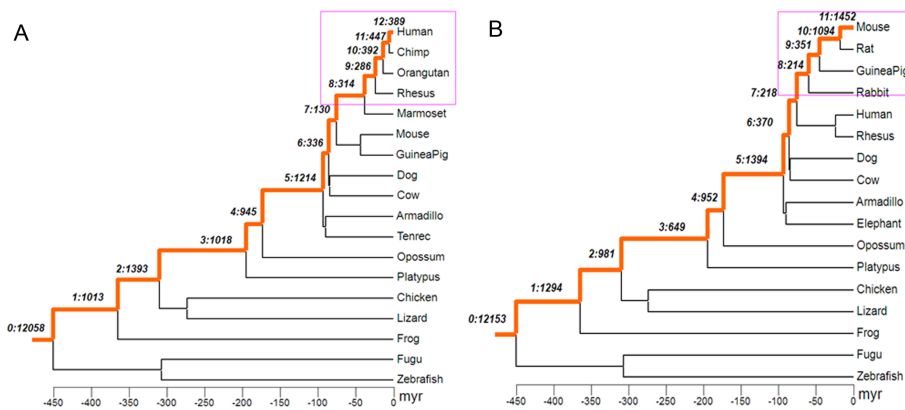 A
12:389
Human
11:447
Chimp
10:392
Orangutan
9:286
Rhesus
8:314
Marmoset
7:130
Mouse
6:336
GuineaPig
Dog
5:1214
Cow
4:945
Armadillo
Tenrec
3:1018
Opossum
2:1393
Platypus
1:1013
Chicken
Lizard
0:12058
Frog
Fugu
Zebrafish
-450 -400 -350 -300 -250 -200 -150 -100 -50 0 myr
B
11:1452
Mouse
10:1094
Rat
9:351
GuineaPig
8:214
Rabbit
7:218
Human
6:370
Rhesus
5:1394
Dog
Cow
4:952
Armadillo
Elephant
3:649
Opossum
2:981
Platypus
1:1294
Chicken
Lizard
0:12153
Frog
Fugu
Zebrafish
-450 -400 -350 -300 -250 -200 -150 -100 -50 0 myr